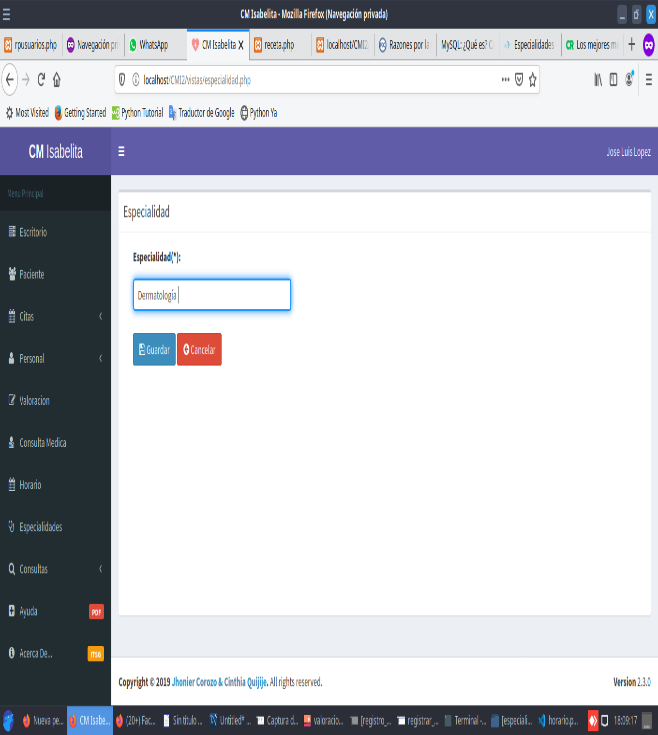 CM Isabelita - Mozilla Firefox (Navegación privada)
rpusuarios.php
Navegación pri
WhatsApp
CM Isabelita
receta.php
localhost/CMI2
Razones por la
MySQL: ¿Qué es?
Especialidades
Los mejores m
localhost/CMI2/vistas/especialidad.php
Most Visited
Getting Started
Python Tutorial
Traductor de Google
Python Ya
CM Isabelita
Jose Luis Lopez
Menu Principal
Escritorio
Paciente
Citas
Personal
Valoracion
Consulta Medica
Horario
Especialidades
Consultas
Ayuda PDF
Acerca De... ITSG
Especialidad
Especialidad(*):
Dermatologia
Guardar
Cancelar
Copyright © 2019 Jhonier Corozo & Cinthia Quijije. All rights reserved.
Version 2.3.0
Nueva pe...
CM Isabe...
(20+) Fac...
Sin titulo ...
Untitled* ...
Captura d...
valoracio...
[registro_...
registrar_...
Terminal -...
[especiali...
horario.p...
18:09:17